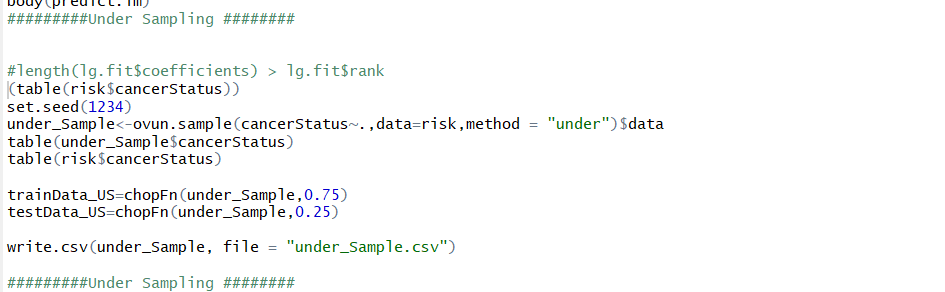 body(predict.lm)
#########Under Sampling ########
#length(lg.fit$coefficients) > lg.fit$rank
(table(risk$cancerStatus))
set.seed(1234)
under_Sample<-ovun.sample(cancerStatus~.,data=risk,method = "under")$data
table(under_Sample$cancerStatus)
table(risk$cancerStatus)
trainData_US=chopFn(under_Sample,0.75)
testData_US=chopFn(under_Sample,0.25)
write.csv(under_Sample, file = "under_Sample.csv")
#########Under Sampling ########